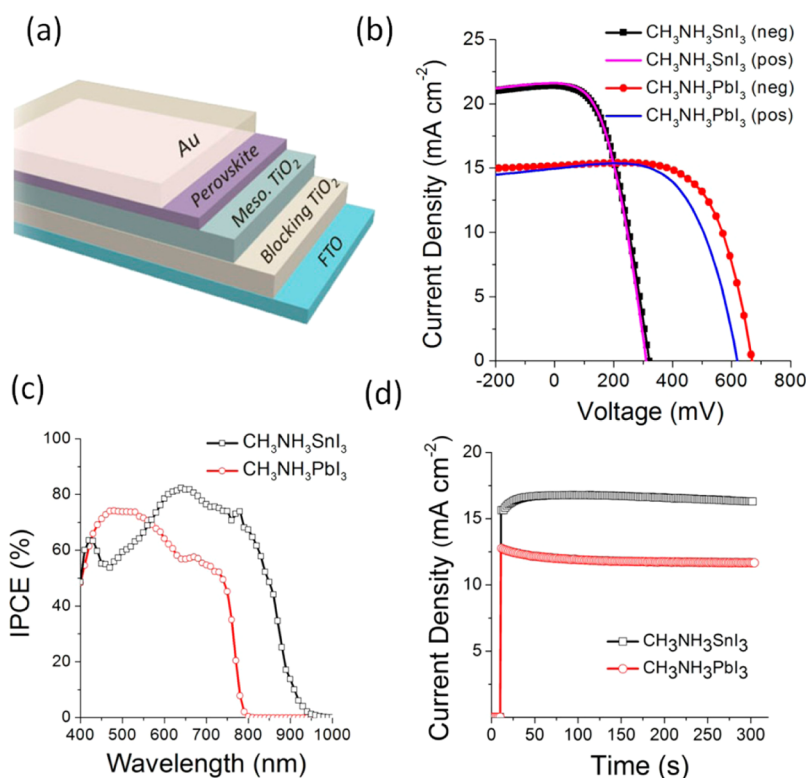 (a)
Au
Perovskite
Meso. TiO₂
Blocking TiO₂
FTO
(b)
CH₃NH₃SnI₃ (neg)
CH₃NH₃SnI₃ (pos)
CH₃NH₃PbI₃ (neg)
CH₃NH₃PbI₃ (pos)
Current Density (mA cm⁻²)
25
20
15
10
5
0
-200 0 200 400 600 800
Voltage (mV)
(c)
CH₃NH₃SnI₃
CH₃NH₃PbI₃
IPCE (%)
100
80
60
40
20
0
400 500 600 700 800 900 1000
Wavelength (nm)
(d)
Current Density (mA cm⁻²)
20
15
10
5
CH₃NH₃SnI₃
CH₃NH₃PbI₃
0 50 100 150 200 250 300
Time (s)